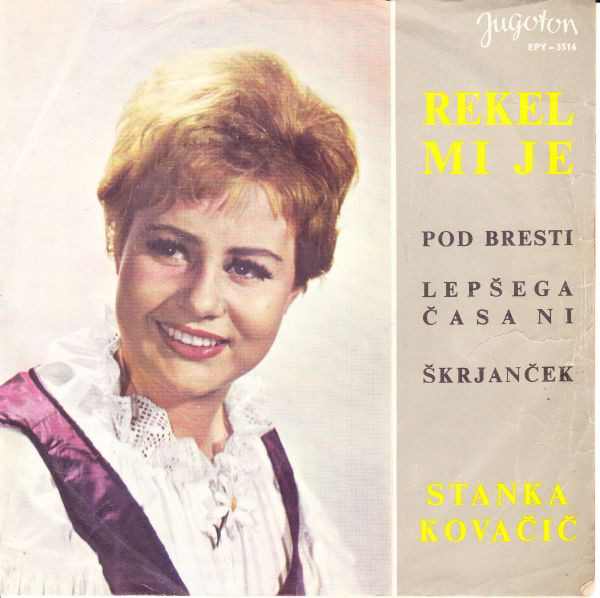 Jugoton
EPY-3516
REKEL
MI JE
POD BRESTI
LEPŠEGA
ČASA NI
ŠKRJANČEK
STANKA
KOVAČIČ